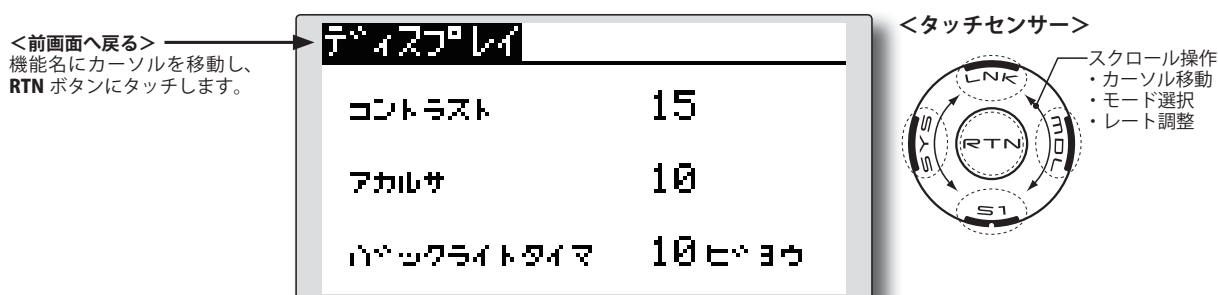 <前画面へ戻る>
機能名にカーソルを移動し、
RTN ボタンにタッチします。
ディスプレイ
コントラスト 15
アカルサ 10
バックライトタイマ 10ビョウ
<タッチセンサー>
スクロール操作
・カーソル移動
・モード選択
・レート調整
LNK
SYS
RTN
MDL
S1